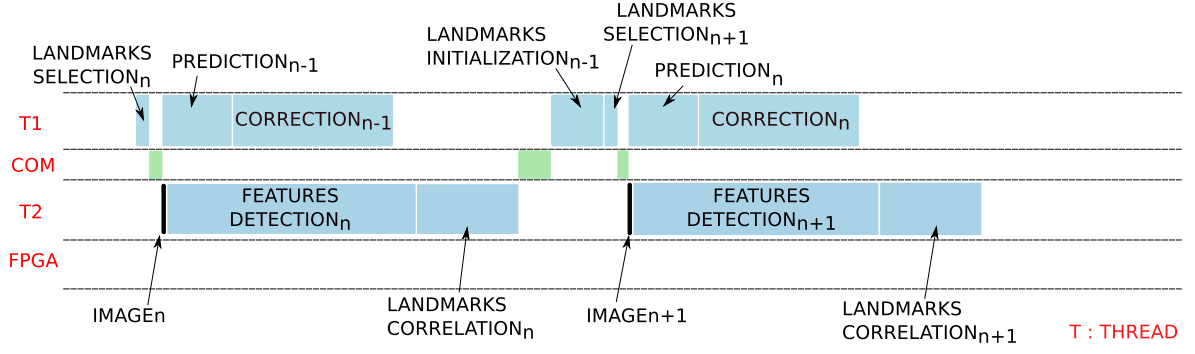 LANDMARKS
SELECTIONn
PREDICTIONn-1
LANDMARKS
INITIALIZATIONn-1
LANDMARKS
SELECTIONn+1
PREDICTIONn
T1
CORRECTIONn-1
CORRECTIONn
COM
T2
FEATURES
DETECTIONn
FEATURES
DETECTIONn+1
FPGA
IMAGEn
LANDMARKS
CORRELATIONn
IMAGEn+1
LANDMARKS
CORRELATIONn+1
T : THREAD